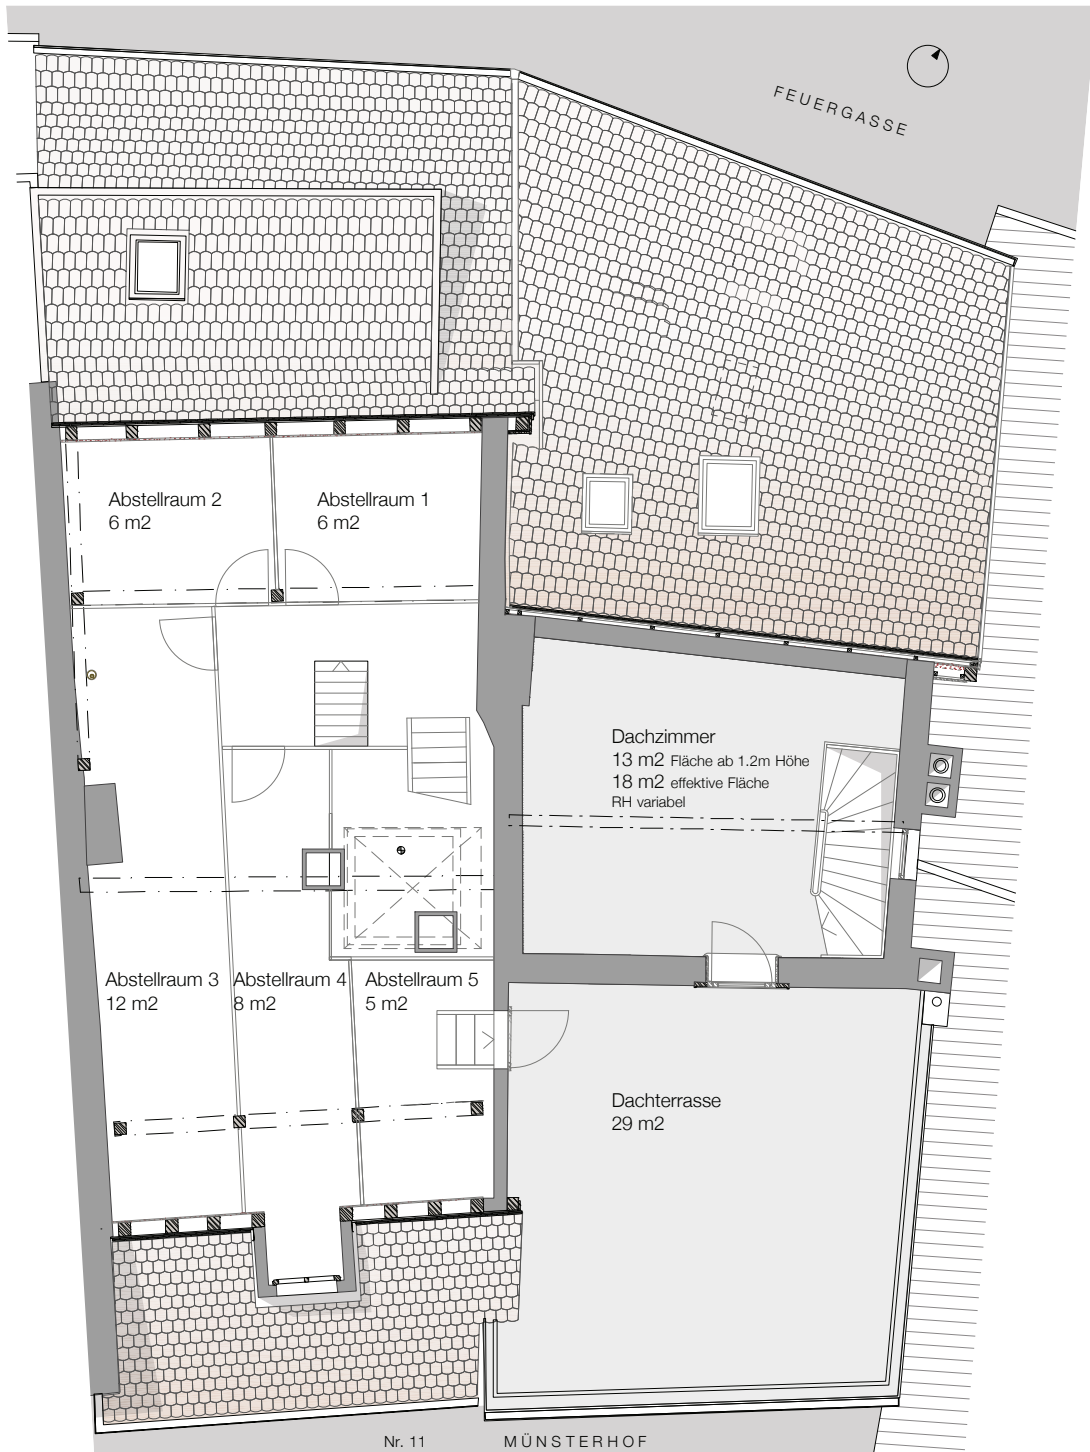 FEUERGASSE
Abstellraum 2
6 m2
Abstellraum 1
6 m2
Dachzimmer
13 m2 Fläche ab 1.2m Höhe
18 m2 effektive Fläche
RH variabel
Abstellraum 3
12 m2
Abstellraum 4
8 m2
Abstellraum 5
5 m2
Dachterrasse
29 m2
Nr. 11 MÜNSTERHOF